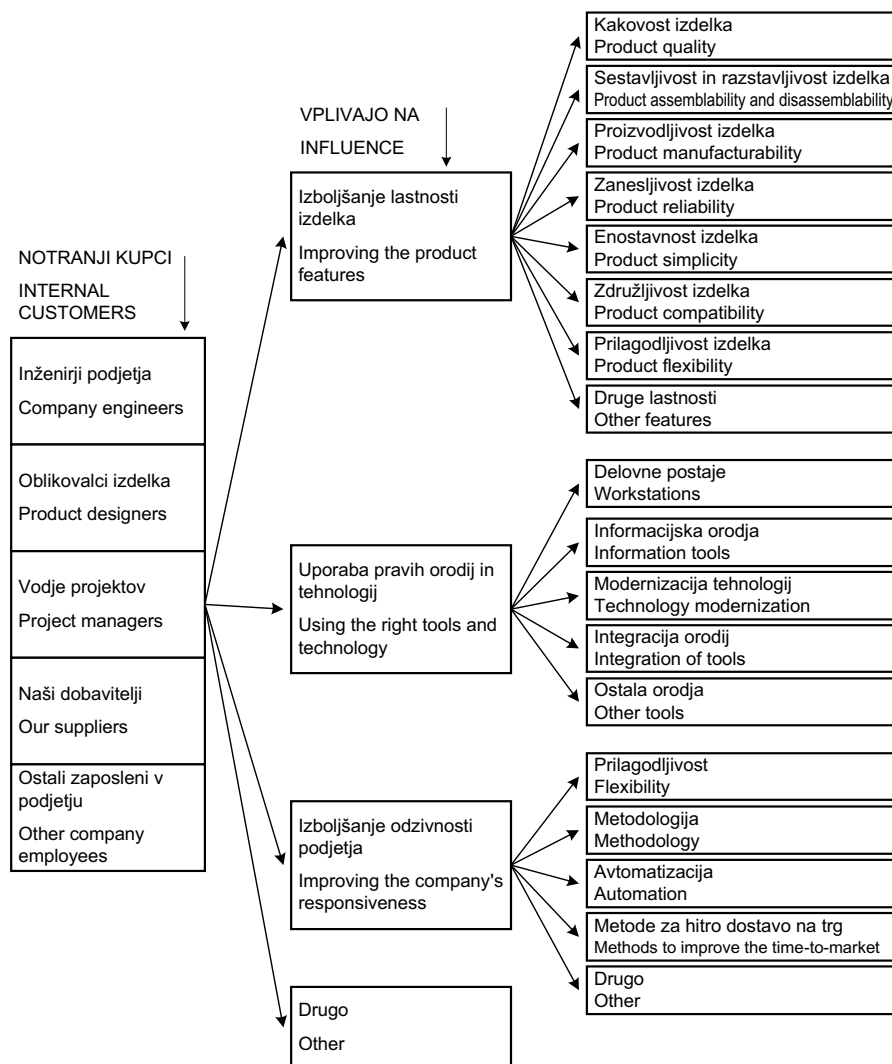 NOTRANJI KUPCI
INTERNAL
CUSTOMERS
Inženirji podjetja
Company engineers
Oblikovalci izdelka
Product designers
Vodje projektov
Project managers
Naši dobavitelji
Our suppliers
Ostali zaposleni v
podjetju
Other company
employees
VPLIVAJO NA
INFLUENCE
Izboljšanje lastnosti
izdelka
Improving the product
features
Uporaba pravih orodij in
tehnologij
Using the right tools and
technology
Izboljšanje odzivnosti
podjetja
Improving the company's
responsiveness
Drugo
Other
Kakovost izdelka
Product quality
Sestavljivost in razstavljivost izdelka
Product assemblability and disassemblability
Proizvodljivost izdelka
Product manufacturability
Zanesljivost izdelka
Product reliability
Enostavnost izdelka
Product simplicity
Združljivost izdelka
Product compatibility
Prilagodljivost izdelka
Product flexibility
Druge lastnosti
Other features
Delovne postaje
Workstations
Informacijska orodja
Information tools
Modernizacija tehnologij
Technology modernization
Integracija orodij
Integration of tools
Ostala orodja
Other tools
Prilagodljivost
Flexibility
Metodologija
Methodology
Avtomatizacija
Automation
Metode za hitro dostavo na trg
Methods to improve the time-to-market
Drugo
Other